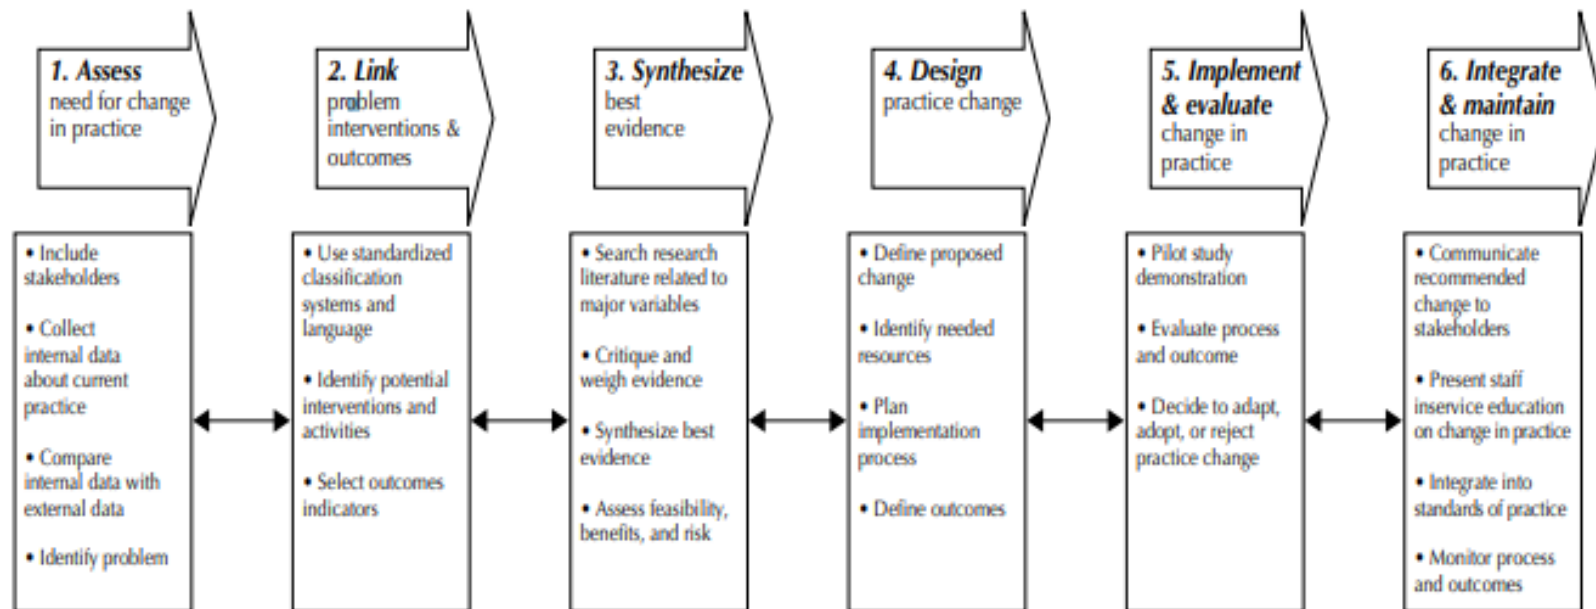 1. Assess
need for change
in practice
2. Link
problem
interventions &
outcomes
3. Synthesize
best
evidence
4. Design
practice change
5. Implement
& evaluate
change in
practice
6. Integrate
& maintain
change in
practice
• Include
stakeholders
• Collect
internal data
about current
practice
• Compare
internal data with
external data
• Identify problem
• Use standardized
classification
systems and
language
• Identify potential
interventions and
activities
• Select outcomes
indicators
• Search research
literature related to
major variables
• Critique and
weigh evidence
• Synthesize best
evidence
• Assess feasibility,
benefits, and risk
• Define proposed
change
• Identify needed
resources
• Plan
implementation
process
• Define outcomes
• Pilot study
demonstration
• Evaluate process
and outcome
• Decide to adapt,
adopt, or reject
practice change
• Communicate
recommended
change to
stakeholders
• Present staff
inservice education
on change in practice
• Integrate into
standards of practice
• Monitor process
and outcomes